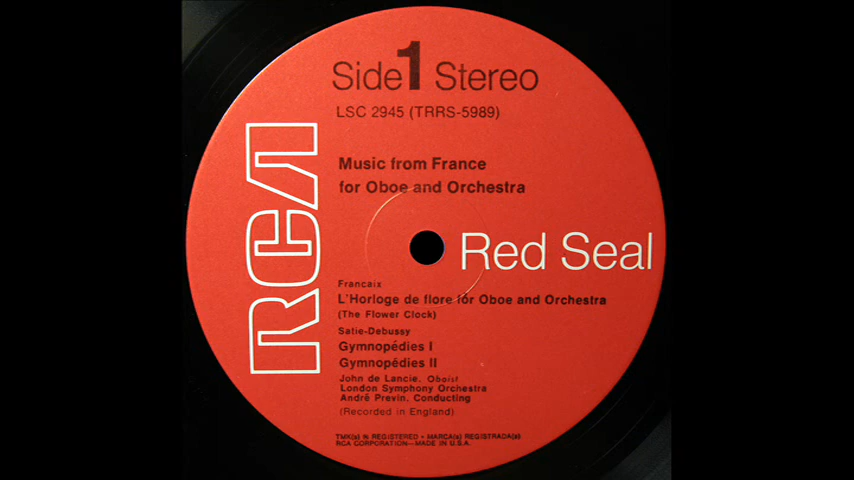 Side 1 Stereo
LSC 2945 (TRRS-5989)
RCA
Music from France
for Oboe and Orchestra
Red Seal
Francaix
L'Horloge de flore for Oboe and Orchestra
(The Flower Clock)
Satie-Debussy
Gymnopédies I
Gymnopédies II
John de Lancie, Oboist
London Symphony Orchestra
André Previn, Conducting
(Recorded in England)
TMK(s) ® REGISTERED • MARCA(s) REGISTRADA(s)
RCA CORPORATION—MADE IN U.S.A.